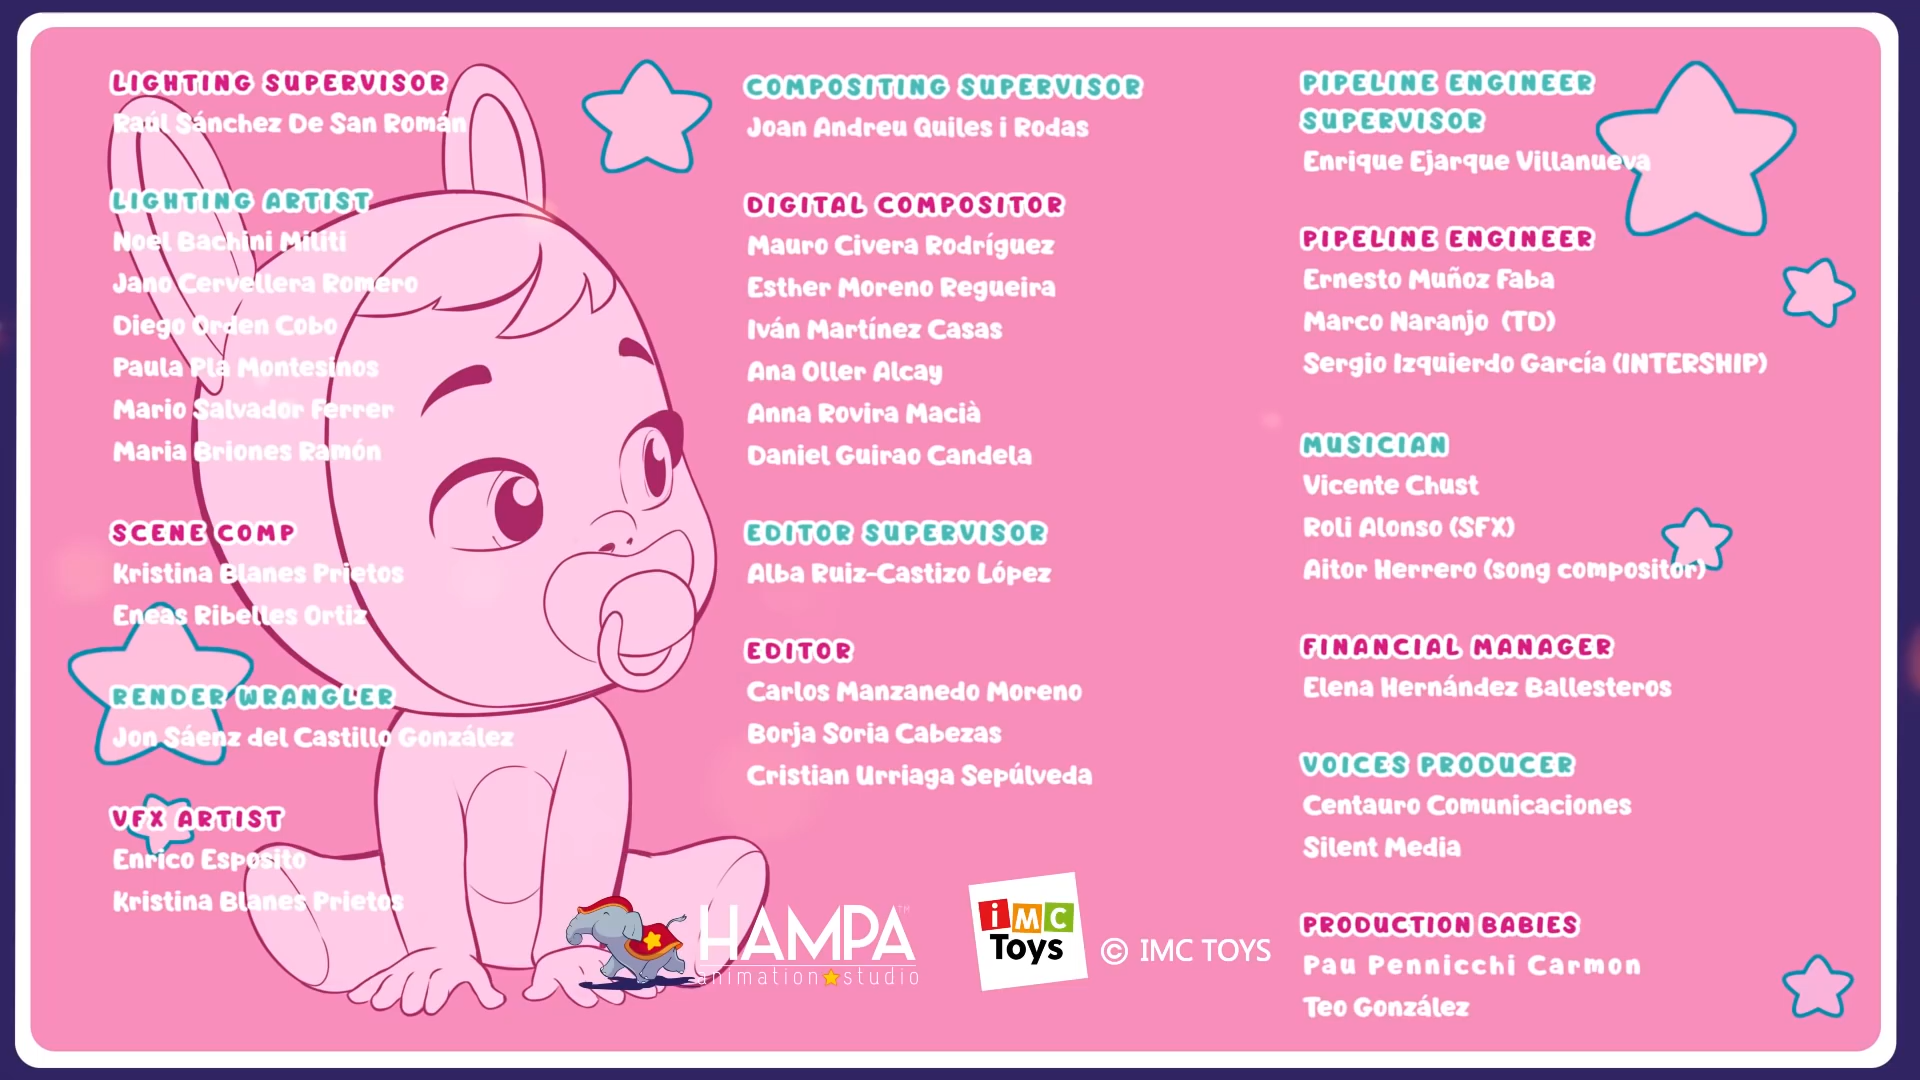 LIGHTING SUPERVISOR
Raúl Sánchez De San Román
LIGHTING ARTIST
Noel Bachini Militi
Jano Cervellera Romero
Diego Orden Cobo
Paula Pla Montesinos
Mario Salvador Ferrer
Maria Briones Ramón
SCENE COMP
Kristina Blanes Prietos
Eneas Ribelles Ortiz
RENDER WRANGLER
Jon Sáenz del Castillo González
VFX ARTIST
Enrico Esposito
Kristina Blanes Prietos
COMPOSITING SUPERVISOR
Joan Andreu Quiles i Rodas
DIGITAL COMPOSITOR
Mauro Civera Rodríguez
Esther Moreno Regueira
Iván Martínez Casas
Ana Oller Alcay
Anna Rovira Macià
Daniel Guirao Candela
EDITOR SUPERVISOR
Alba Ruiz-Castizo López
EDITOR
Carlos Manzanedo Moreno
Borja Soria Cabezas
Cristian Urriaga Sepúlveda
HAMPA™
animation studio
iMC
Toys
© IMC TOYS
PIPELINE ENGINEER
SUPERVISOR
Enrique Ejarque Villanueva
PIPELINE ENGINEER
Ernesto Muñoz Faba
Marco Naranjo (TD)
Sergio Izquierdo García (INTERSHIP)
MUSICIAN
Vicente Chust
Roli Alonso (SFX)
Aitor Herrero (song compositor)
FINANCIAL MANAGER
Elena Hernández Ballesteros
VOICES PRODUCER
Centauro Comunicaciones
Silent Media
PRODUCTION BABIES
Pau Pennicchi Carmon
Teo González